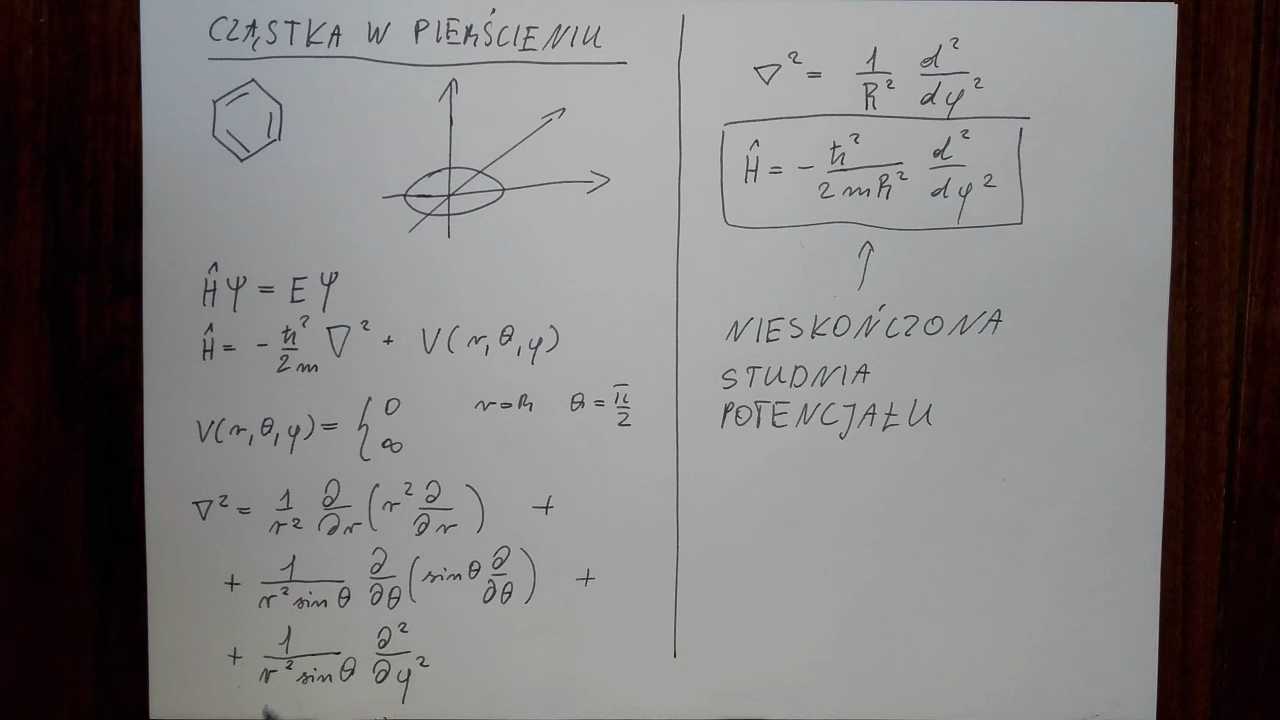 CZĄSTKA W PIERŚCIENIU
Ĥψ = Eψ
Ĥ = - ħ²/2m ∇² + V(r,θ,φ)
V(r,θ,φ) = { 0 r=R θ = π/2
∞
∇² = 1/r² ∂/∂r (r² ∂/∂r) +
+ 1/(r² sinθ) ∂/∂θ (sinθ ∂/∂θ) +
+ 1/(r² sinθ) ∂²/∂φ²
∇² = 1/R² d²/dφ²
Ĥ = - ħ²/2mR² d²/dφ²
↑
NIESKOŃCZONA
STUDNIA
POTENCJAŁU